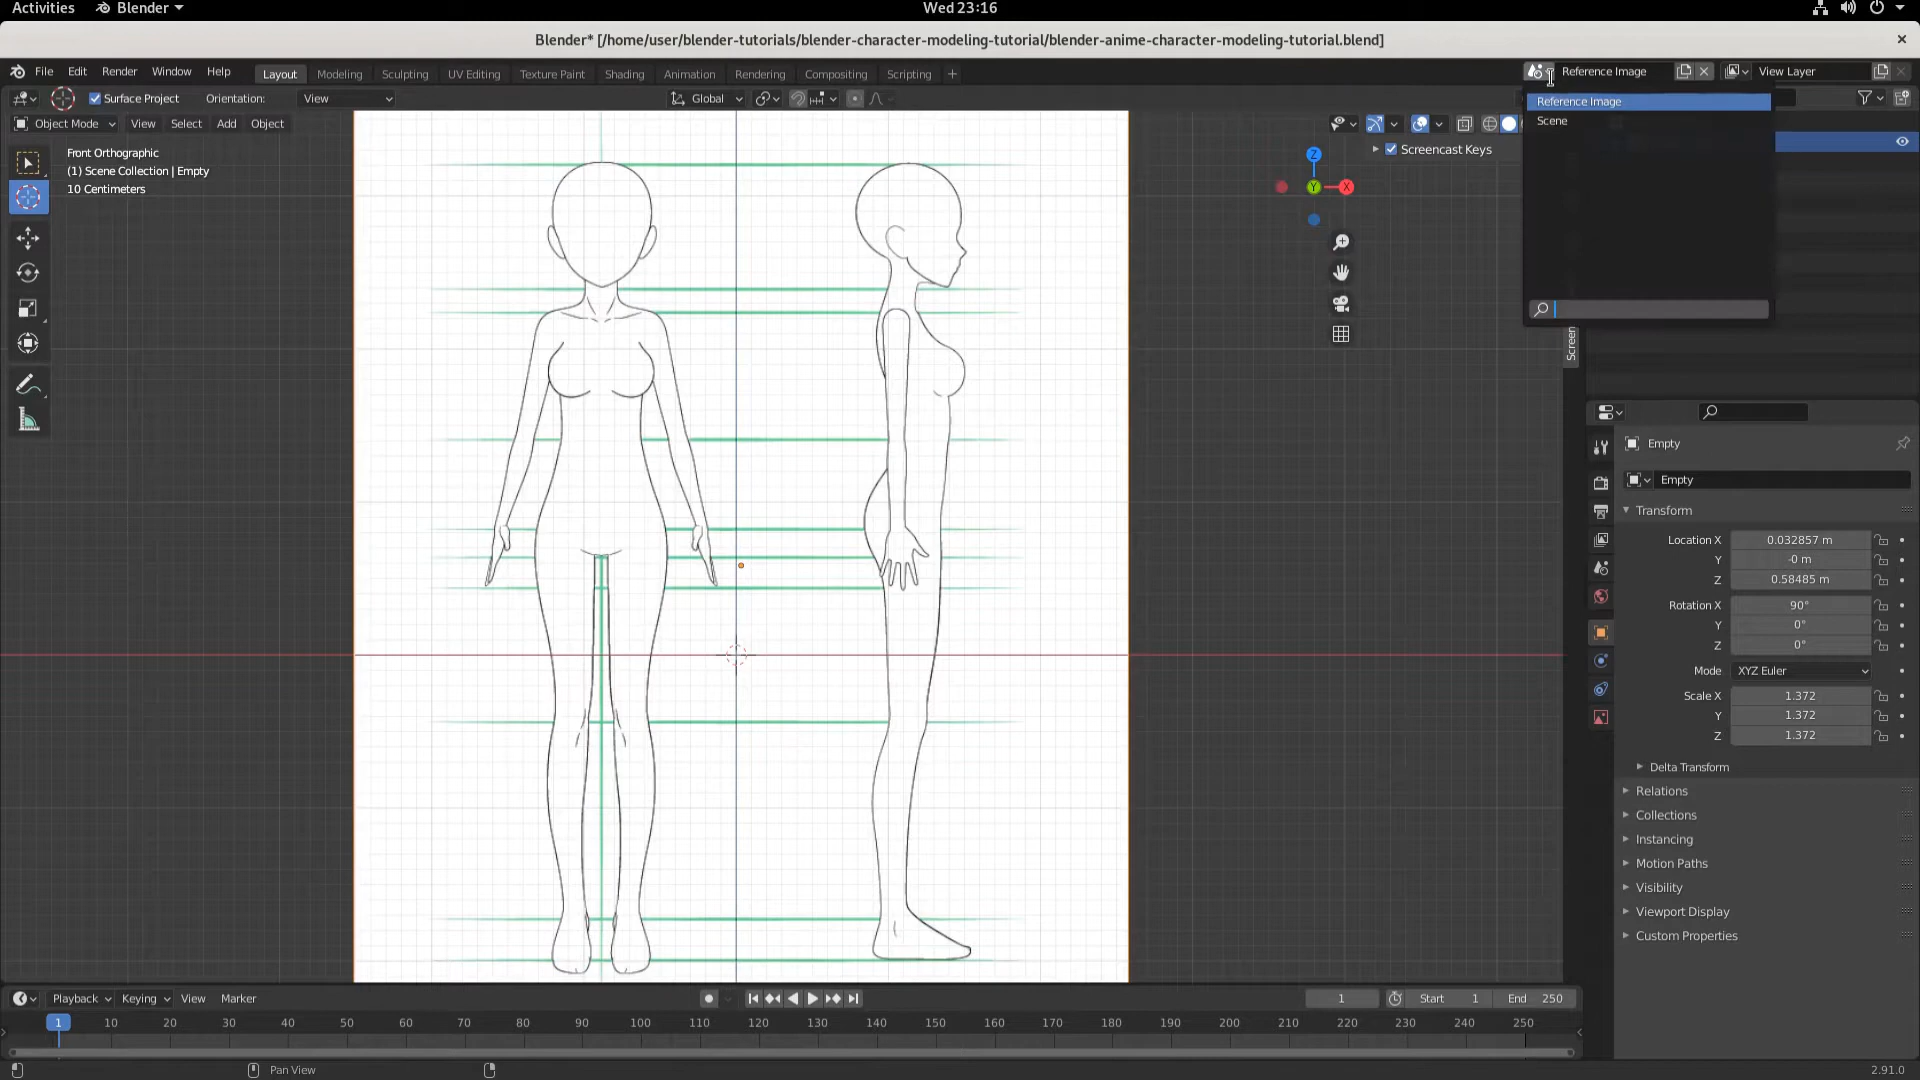 Activities Blender Wed 23:16
Blender* [/home/user/blender-tutorials/blender-character-modeling-tutorial/blender-anime-character-modeling-tutorial.blend]
File Edit Render Window Help Layout Modeling Sculpting UV Editing Texture Paint Shading Animation Rendering Compositing Scripting + Reference Image View Layer
Surface Project Orientation: View Global
Reference Image
Scene
Object Mode View Select Add Object
Screencast Keys
Front Orthographic
(1) Scene Collection | Empty
10 Centimeters
Z
Y X
Screen
Empty
Empty
Transform
Location X 0.032857 m
Y -0 m
Z 0.58485 m
Rotation X 90°
Y 0°
Z 0°
Mode XYZ Euler
Scale X 1.372
Y 1.372
Z 1.372
Delta Transform
Relations
Collections
Instancing
Motion Paths
Visibility
Viewport Display
Custom Properties
Playback Keying View Marker 1 Start 1 End 250
1 10 20 30 40 50 60 70 80 90 100 110 120 130 140 150 160 170 180 190 200 210 220 230 240 250
Pan View 2.91.0